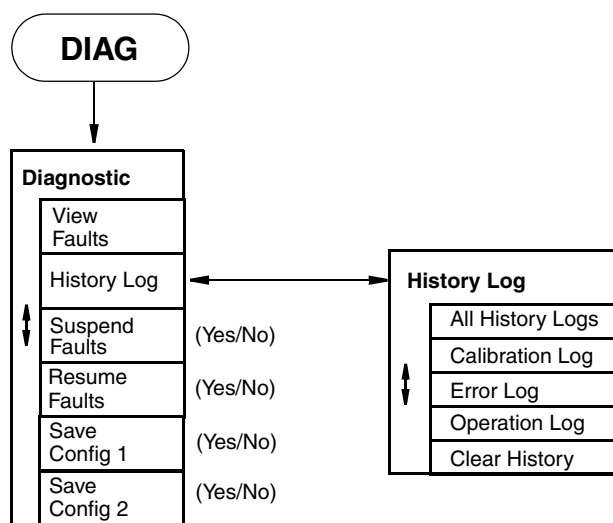 DIAG
Diagnostic
View
Faults
History Log
Suspend
Faults
(Yes/No)
Resume
Faults
(Yes/No)
Save
Config 1
(Yes/No)
Save
Config 2
(Yes/No)
History Log
All History Logs
Calibration Log
Error Log
Operation Log
Clear History